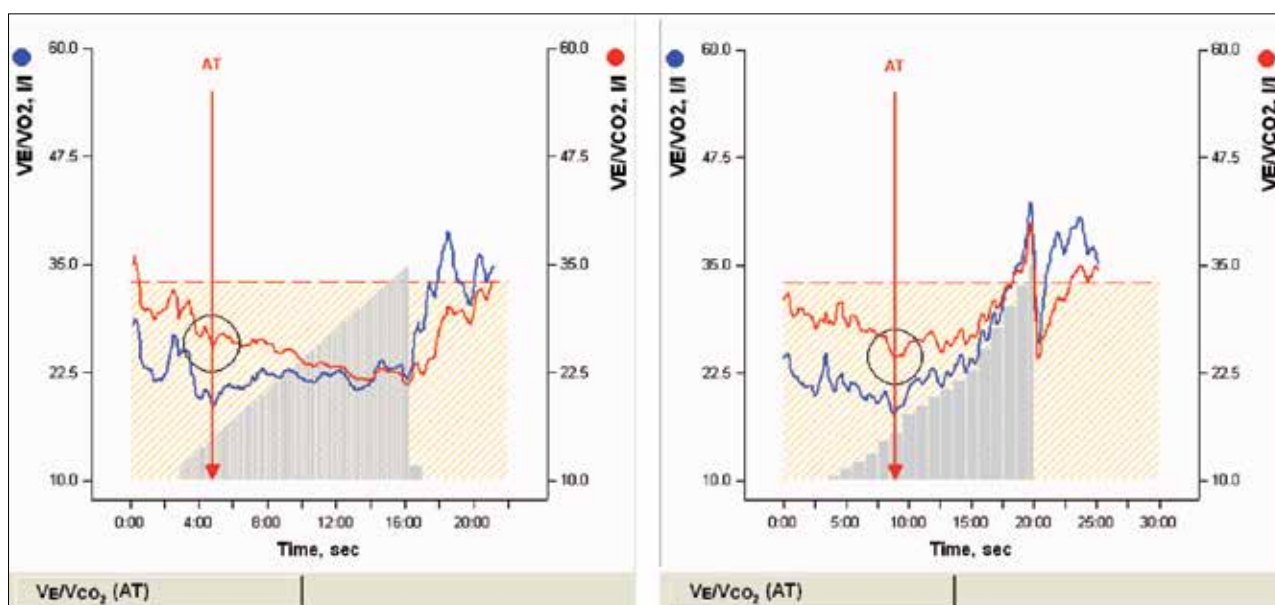 VE/VO2, l/l
60.0
47.5
35.0
22.5
10.0
AT
60.0
47.5
35.0
22.5
10.0
VE/VCO2, l/l
0:00 4:00 8:00 12:00 16:00 20:00
Time, sec
VE/VCO2 (AT)
VE/VO2, l/l
60.0
47.5
35.0
22.5
10.0
AT
60.0
47.5
35.0
22.5
10.0
VE/VCO2, l/l
0:00 5:00 10:00 15:00 20:00 25:00 30:00
Time, sec
VE/VCO₂ (AT)